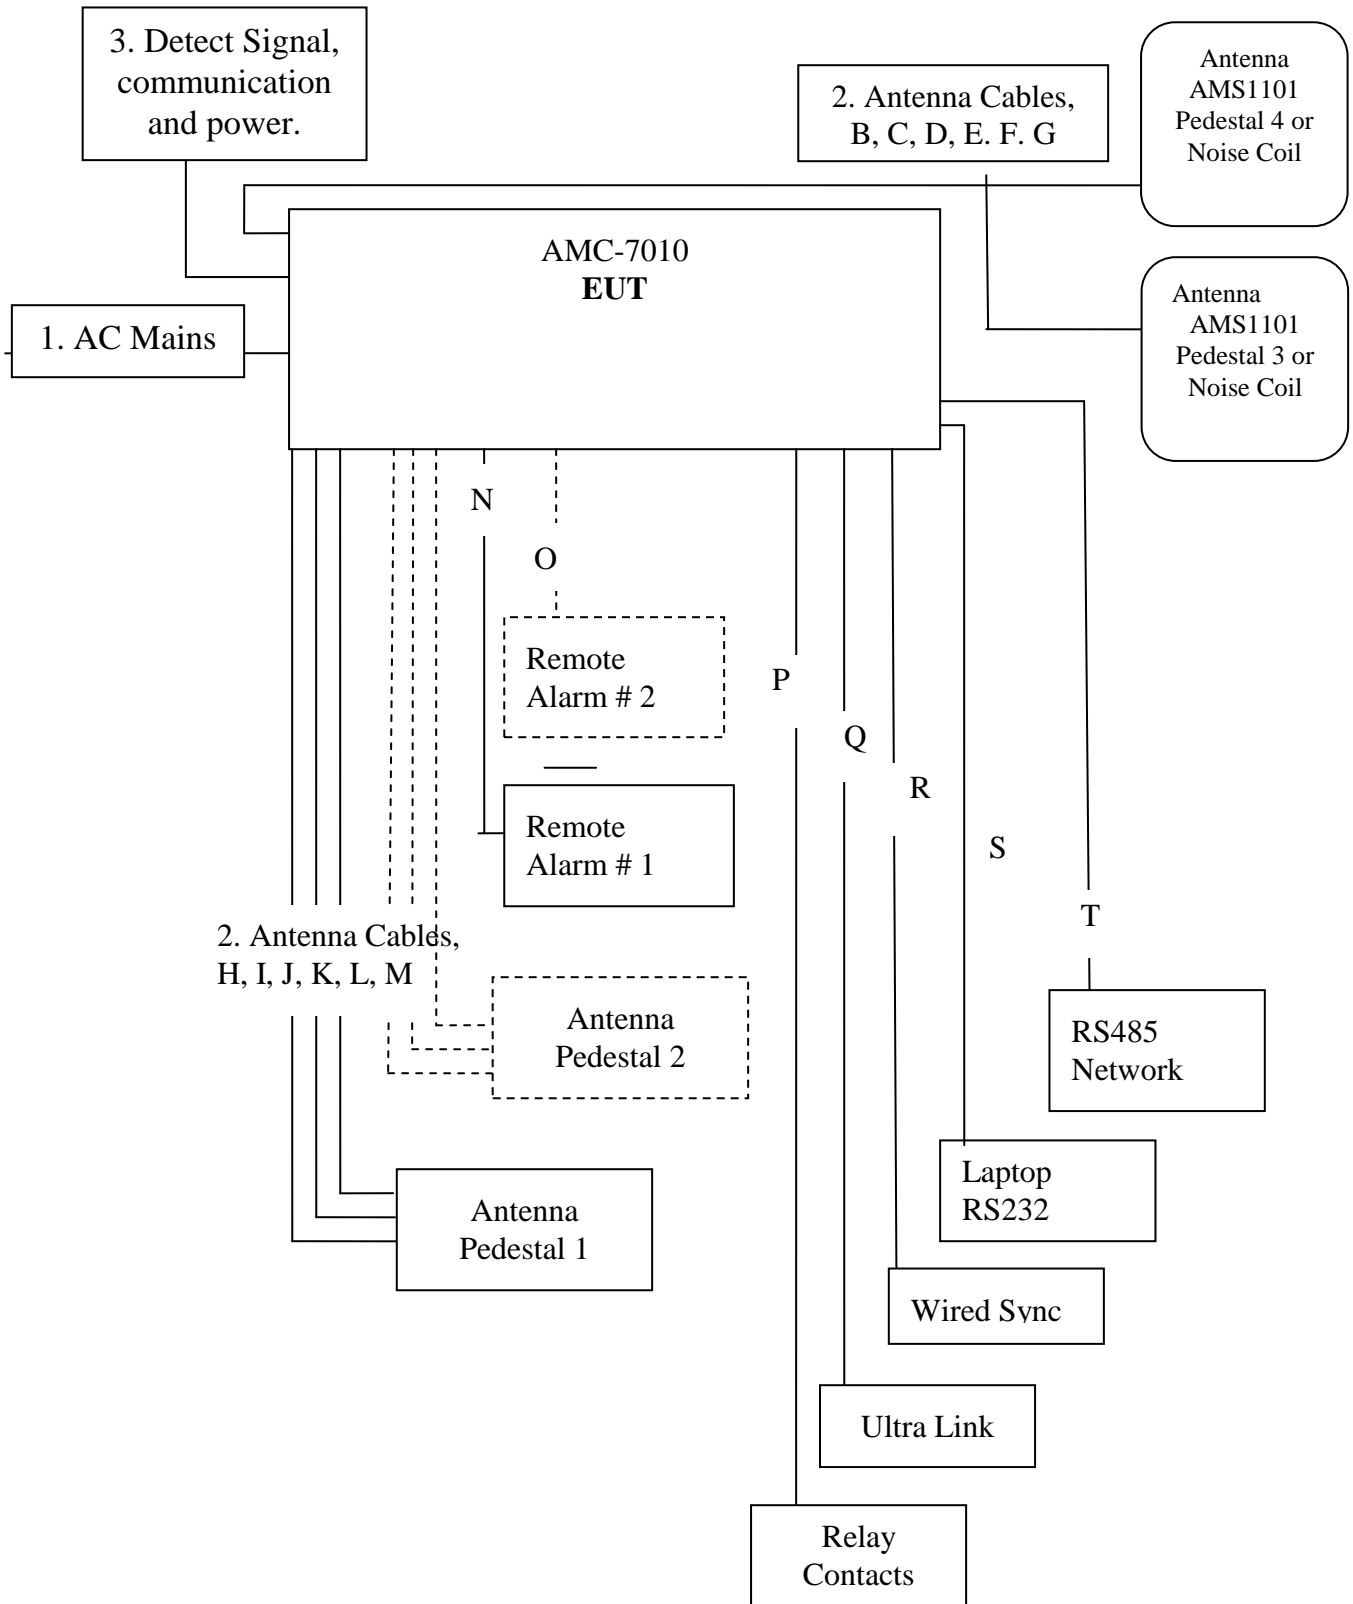 3. Detect Signal,
communication
and power.
2. Antenna Cables,
B, C, D, E. F. G
Antenna
AMS1101
Pedestal 4 or
Noise Coil
AMC-7010
EUT
1. AC Mains
Antenna
AMS1101
Pedestal 3 or
Noise Coil
N
O
Remote
Alarm # 2
P
Q
R
Remote
Alarm # 1
S
T
2. Antenna Cables,
H, I, J, K, L, M
Antenna
Pedestal 2
RS485
Network
Laptop
RS232
Antenna
Pedestal 1
Wired Sync
Ultra Link
Relay
Contacts